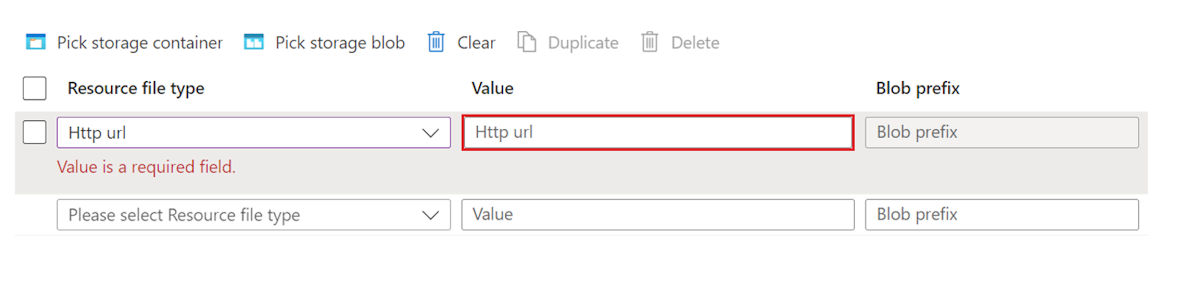 Pick storage container Pick storage blob Clear Duplicate Delete
Resource file type Value Blob prefix
Http url Http url Blob prefix
Value is a required field.
Please select Resource file type Value Blob prefix